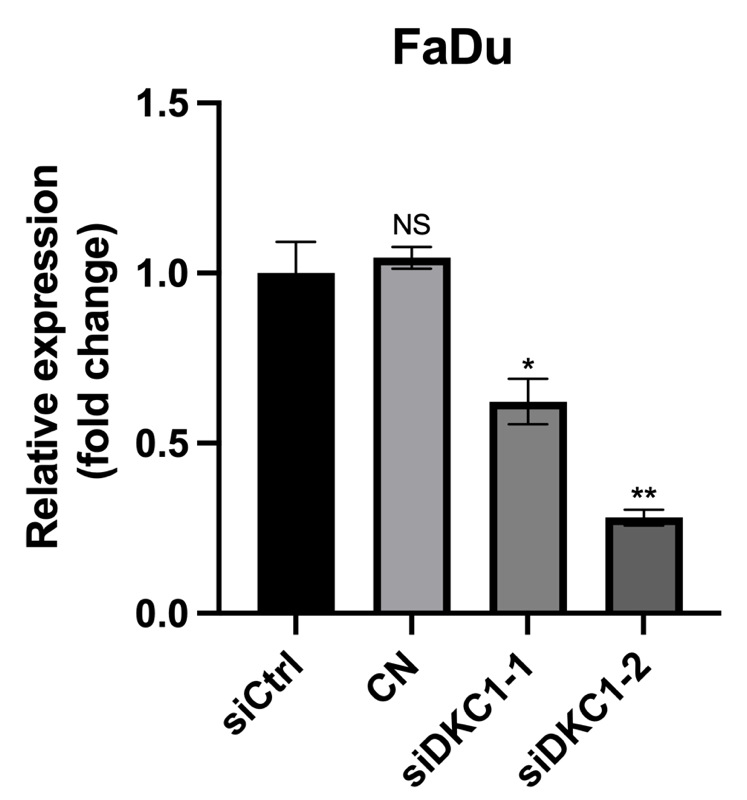 FaDu
Relative expression
(fold change)
1.5
1.0
0.5
0.0
NS
*
**
siCtrl
CN
siDKC1-1
siDKC1-2